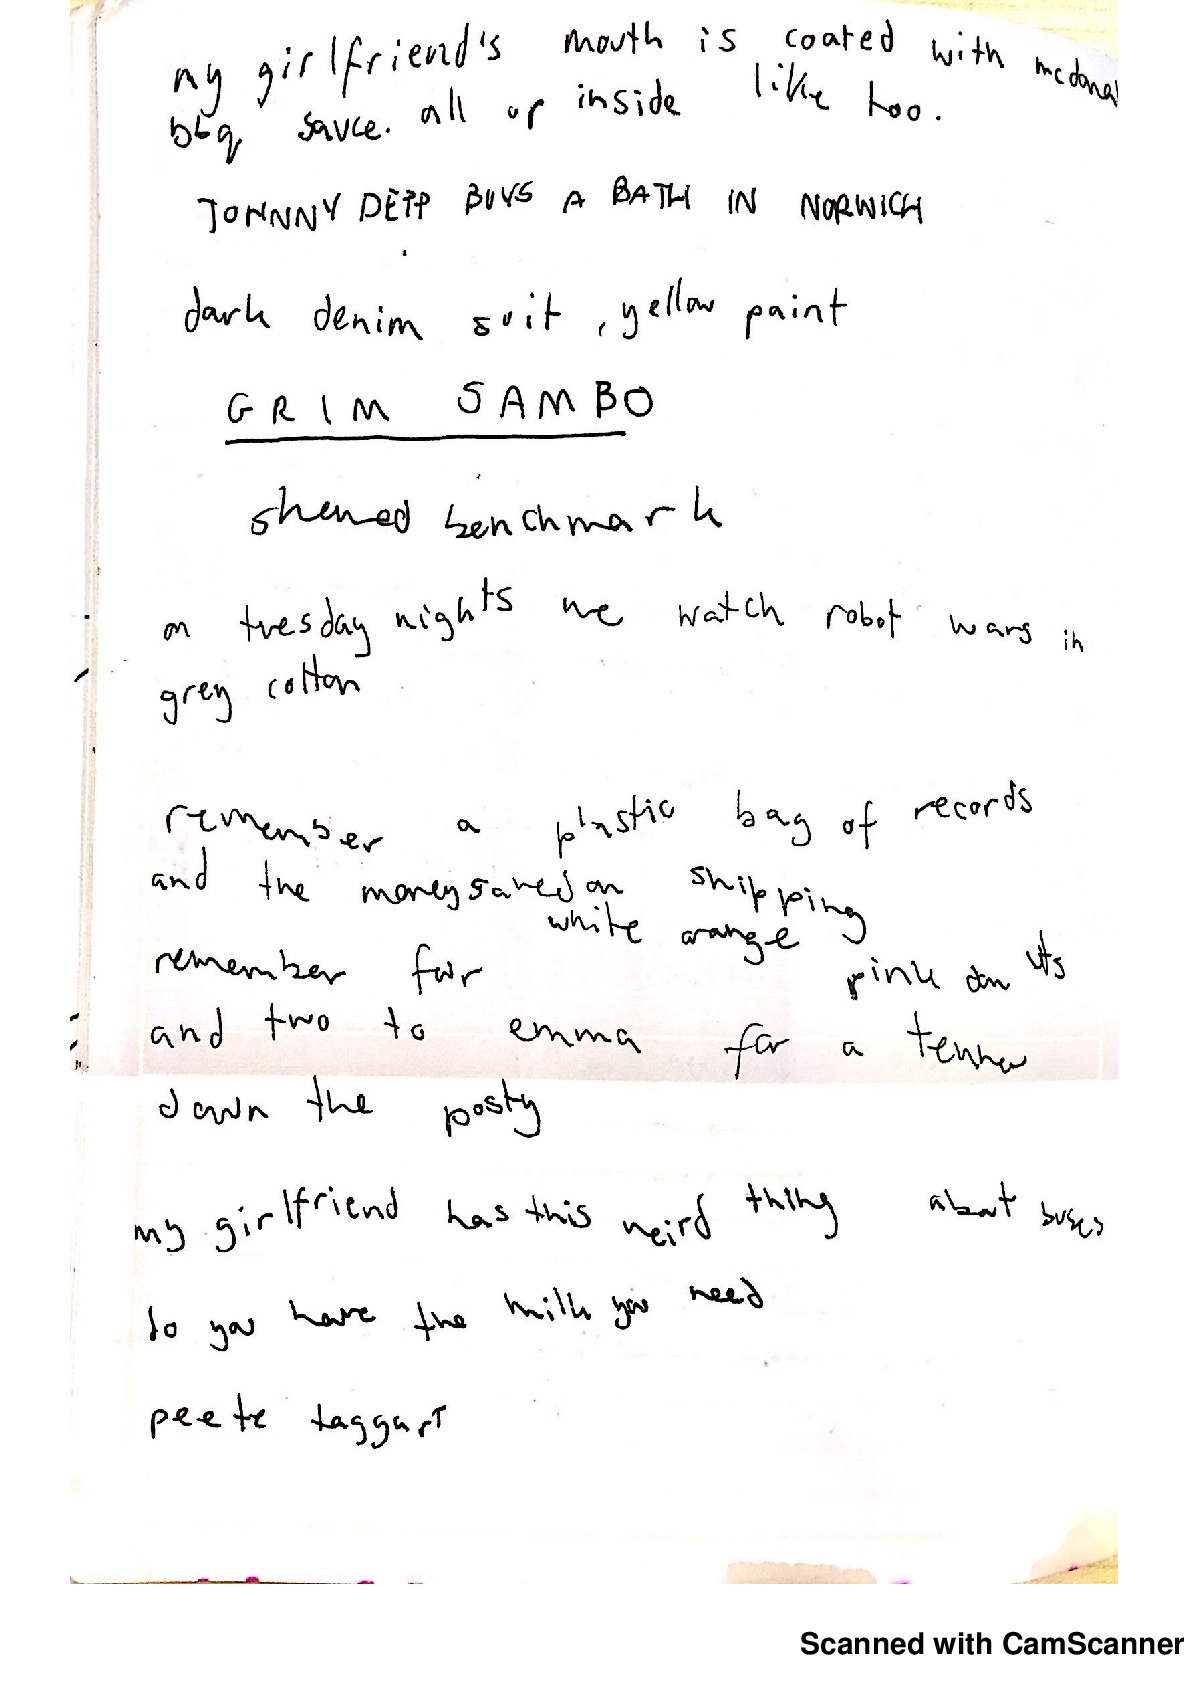 my girlfriend's mouth is coated with mcdonal
bbq sauce. all up inside like too.
JOHNNY DEPP BUYS A BATH IN NORWICH
dark denim suit, yellow paint
GRIM SAMBO
skewed benchmark
on tuesday nights we watch robot wars in
grey cotton
remember a plastic bag of records
and the money saved on shipping
white orange
remember for pink on
and two to emma for a tenner
down the posty
my girlfriend has this weird thing about buses
do you have the milk you need
peete taggart
Scanned with CamScanner